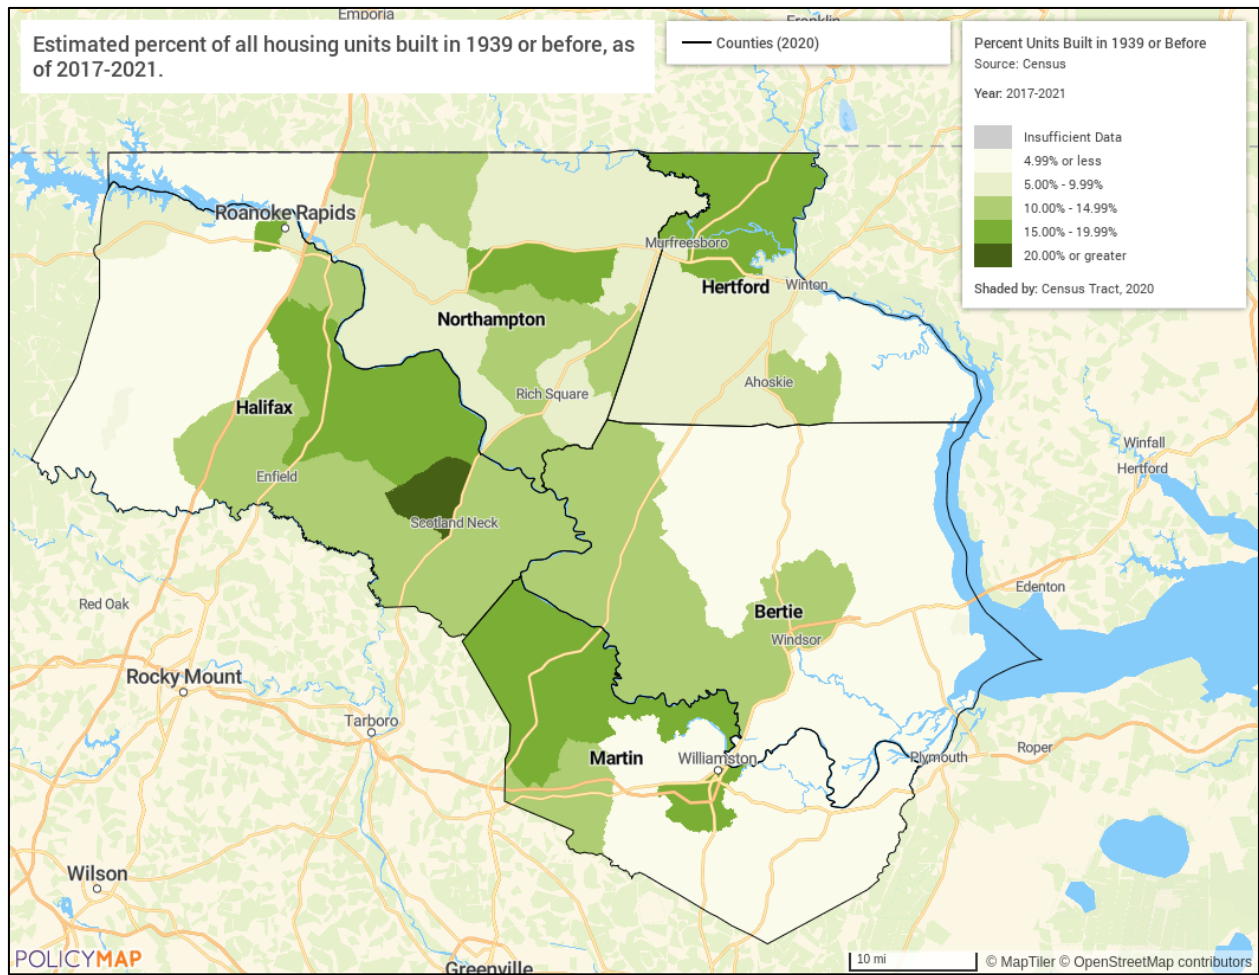 Emporia
Franklin
Estimated percent of all housing units built in 1939 or before, as
of 2017-2021.
Counties (2020)
Percent Units Built in 1939 or Before
Source: Census
Year: 2017-2021
Insufficient Data
4.99% or less
5.00% - 9.99%
10.00% - 14.99%
15.00% - 19.99%
20.00% or greater
Shaded by: Census Tract, 2020
Roanoke Rapids
Murfreesboro
Hertford
Winton
Northampton
Ahoskie
Rich Square
Halifax
Winfall
Hertford
Enfield
Scotland Neck
Edenton
Red Oak
Bertie
Windsor
Rocky Mount
Tarboro
Roper
Martin
Williamston
Plymouth
Wilson
POLICYMAP
Greenville
10 mi
© MapTiler © OpenStreetMap contributors